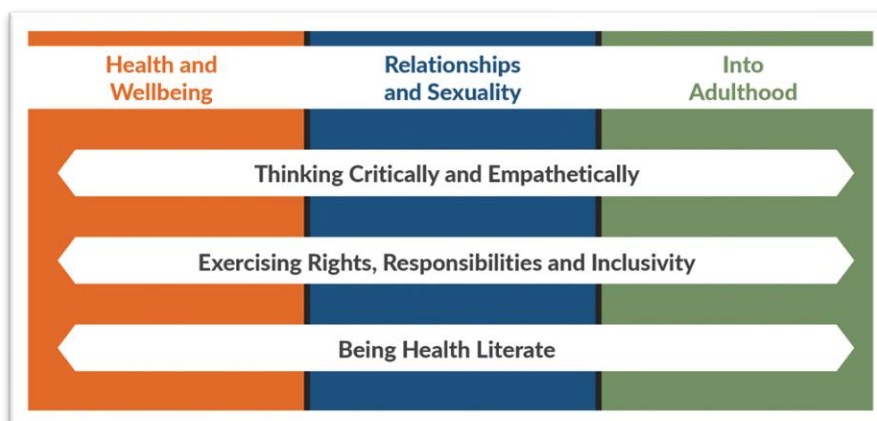 Health and
Wellbeing
Relationships
and Sexuality
Into
Adulthood
Thinking Critically and Empathetically
Exercising Rights, Responsibilities and Inclusivity
Being Health Literate